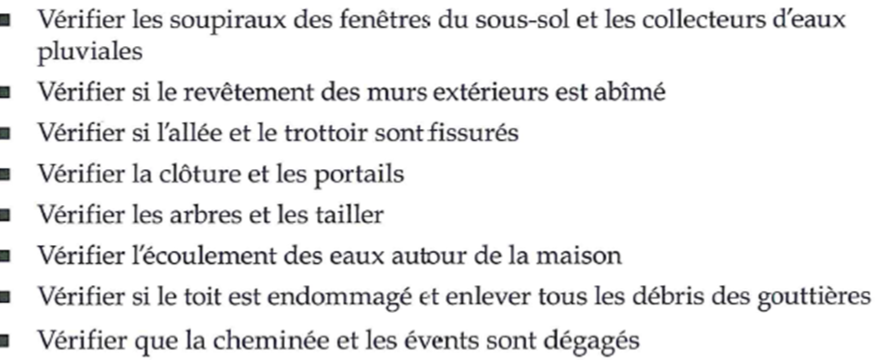 ▪ Vérifier les soupiraux des fenêtres du sous-sol et les collecteurs d'eaux
pluviales
▪ Vérifier si le revêtement des murs extérieurs est abîmé
▪ Vérifier si l'allée et le trottoir sont fissurés
▪ Vérifier la clôture et les portails
▪ Vérifier les arbres et les tailler
▪ Vérifier l'écoulement des eaux autour de la maison
▪ Vérifier si le toit est endommagé et enlever tous les débris des gouttières
▪ Vérifier que la cheminée et les évents sont dégagés